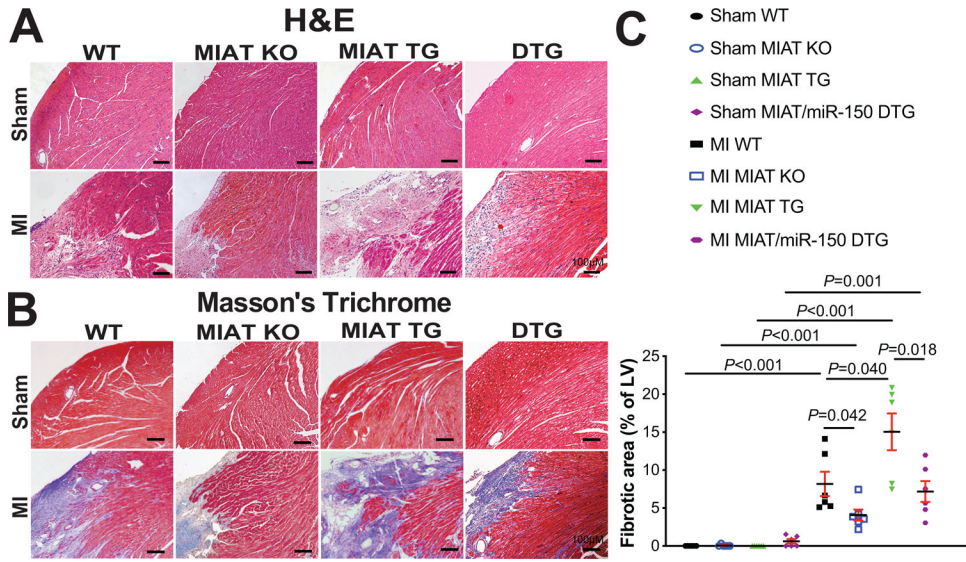 A
H&E
WT
MIAT KO
MIAT TG
DTG
Sham
MI
100μM
B
Masson's Trichrome
WT
MIAT KO
MIAT TG
DTG
Sham
MI
100μM
C
Sham WT
Sham MIAT KO
Sham MIAT TG
Sham MIAT/miR-150 DTG
MI WT
MI MIAT KO
MI MIAT TG
MI MIAT/miR-150 DTG
P=0.001
P<0.001
P<0.001
P=0.018
P<0.001
P=0.040
P=0.042
Fibrotic area (% of LV)
25
20
15
10
5
0